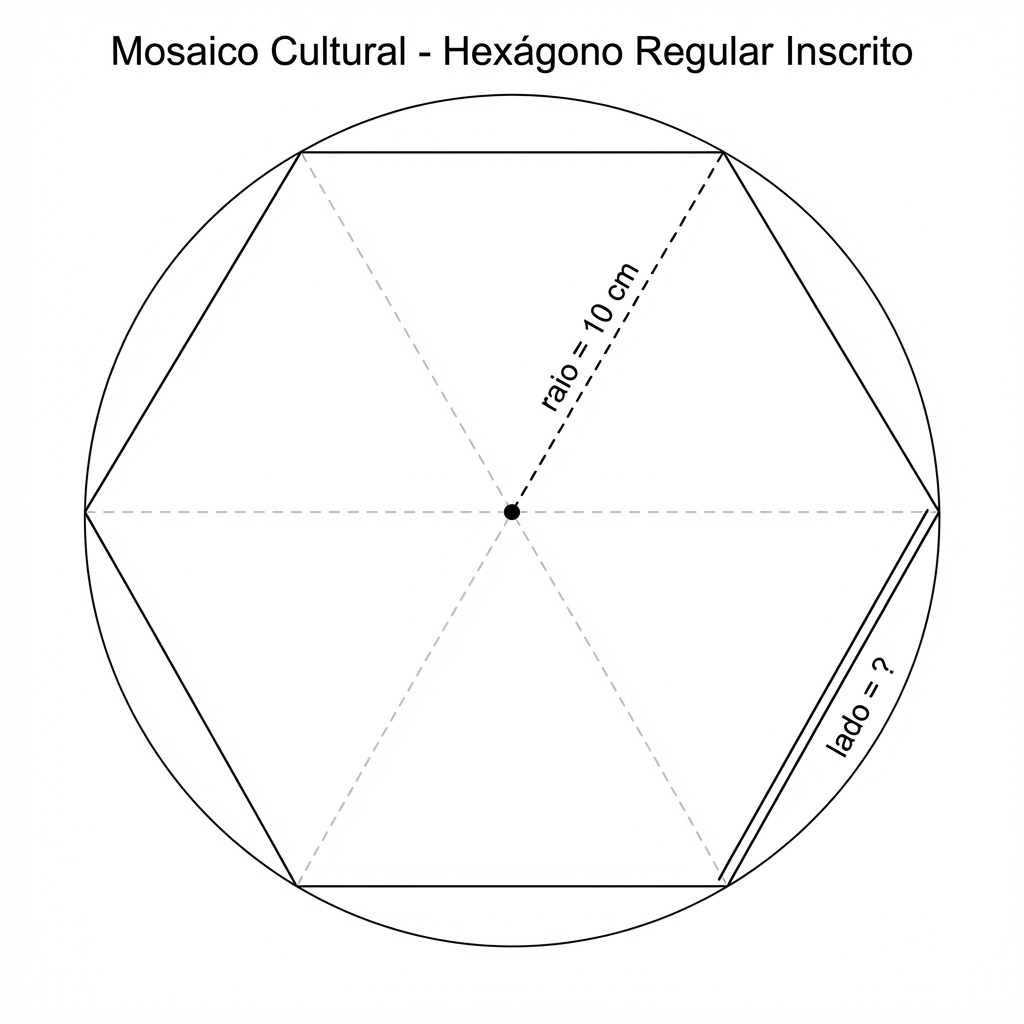 Mosaico Cultural - Hexágono Regular Inscrito
raio = 10 cm
lado = ?